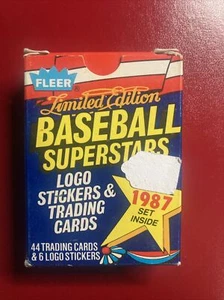 FLEER
Limited Edition
BASEBALL
SUPERSTARS
LOGO
STICKERS &
TRADING
CARDS
1987
SET
INSIDE
44 TRADING CARDS
& 6 LOGO STICKERS